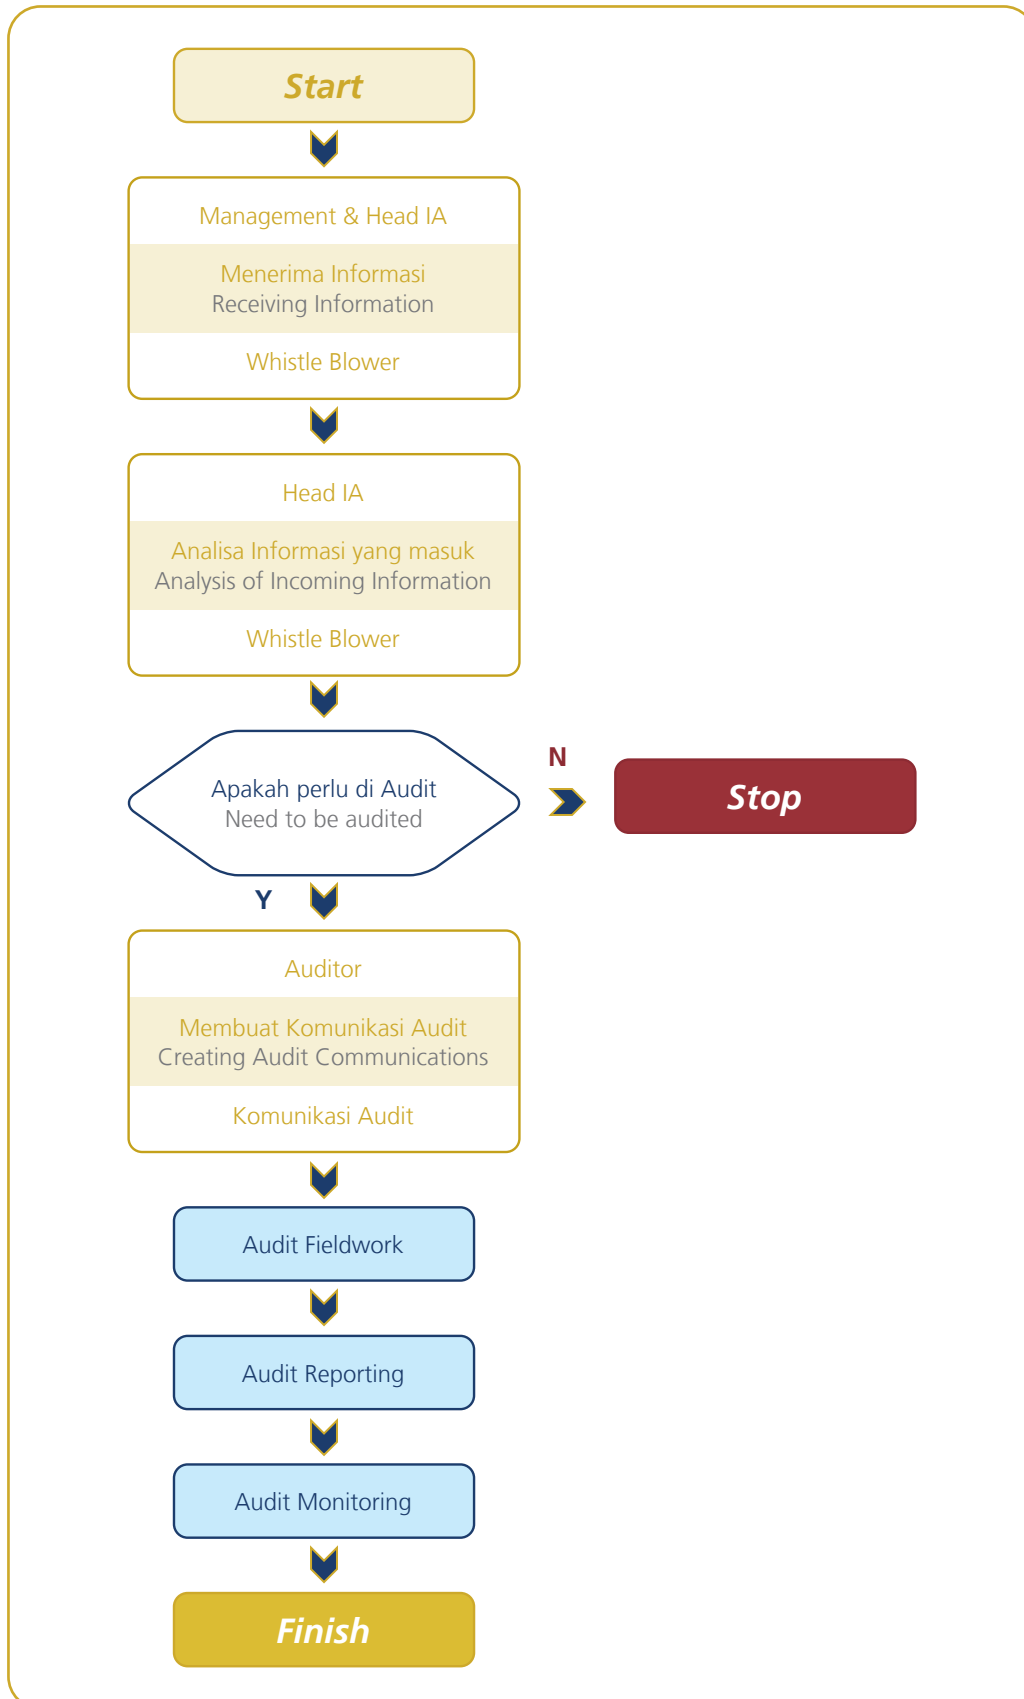 Start
Management & Head IA
Menerima Informasi
Receiving Information
Whistle Blower
Head IA
Analisa Informasi yang masuk
Analysis of Incoming Information
Whistle Blower
Apakah perlu di Audit
Need to be audited
N
Stop
Y
Auditor
Membuat Komunikasi Audit
Creating Audit Communications
Komunikasi Audit
Audit Fieldwork
Audit Reporting
Audit Monitoring
Finish